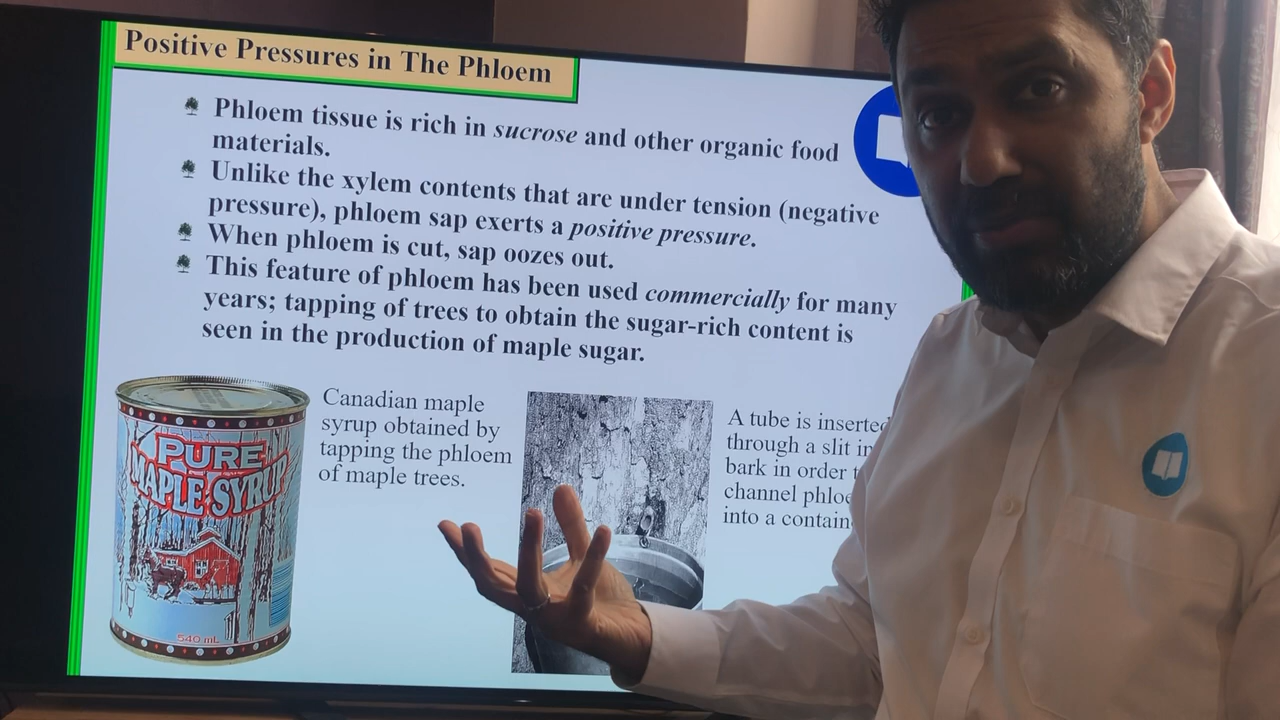 Positive Pressures in The Phloem
Phloem tissue is rich in sucrose and other organic food
materials.
Unlike the xylem contents that are under tension (negative
pressure), phloem sap exerts a positive pressure.
When phloem is cut, sap oozes out.
This feature of phloem has been used commercially for many
years; tapping of trees to obtain the sugar-rich content is
seen in the production of maple sugar.
PURE
MAPLE SYRUP
540 mL
Canadian maple
syrup obtained by
tapping the phloem
of maple trees.
A tube is inserte
through a slit in
bark in order t
channel phloe
into a contain